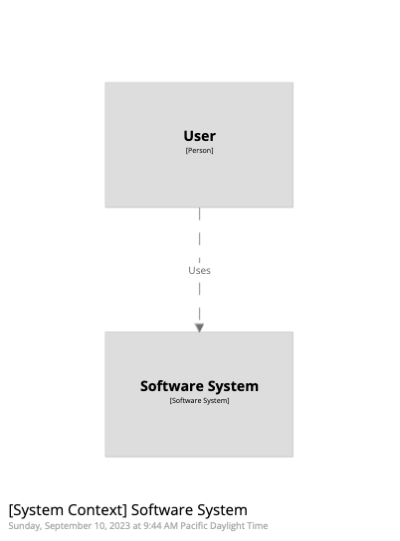 User
[Person]
Uses
Software System
[Software System]
[System Context] Software System
Sunday, September 10, 2023 at 9:44 AM Pacific Daylight Time